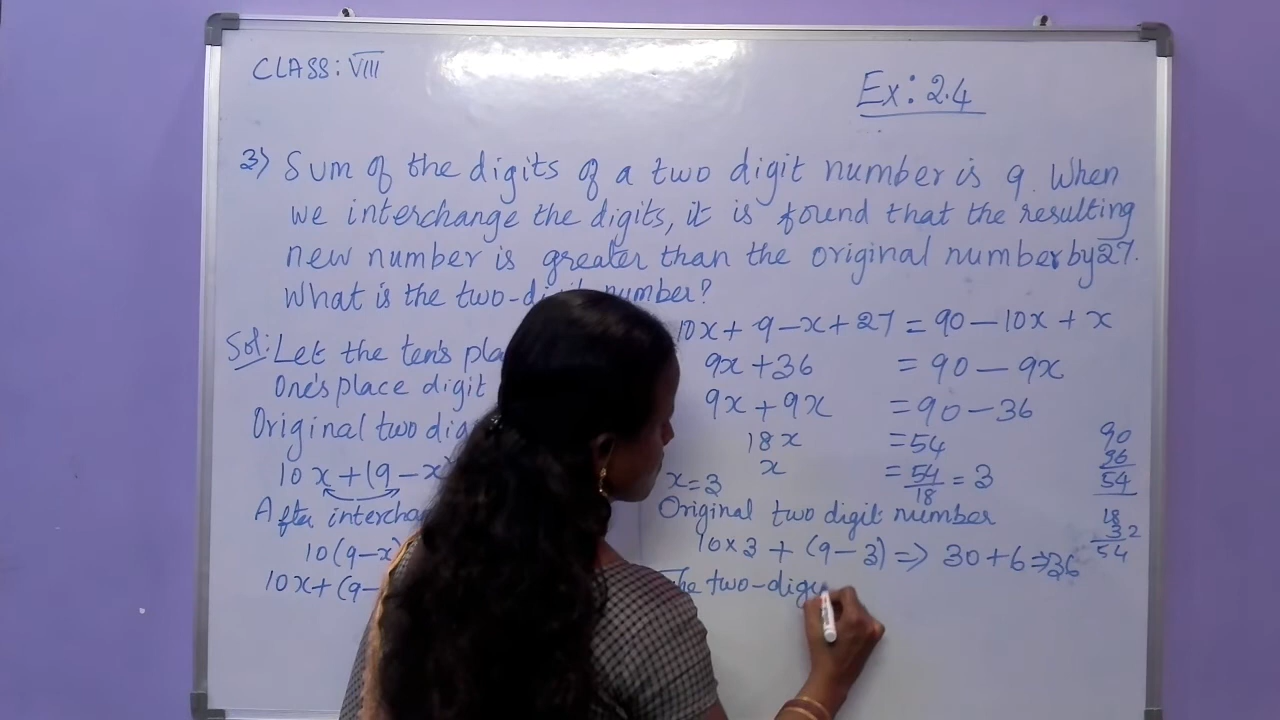 CLASS: VIII
Ex: 2.4
3) Sum of the digits of a two digit number is 9. When
we interchange the digits, it is found that the resulting
new number is greater than the original number by 27.
What is the two-digit number?
Sol: Let the ten's pla
One's place digit
Original two dig
10x+(9-x
After interchan
10(9-x)
10x+(9-
10x+9-x+27=90-10x+x
9x+36 =90-9x
9x+9x =90-36
18x =54
x =54/18=3
x=3
Original two digit number
10×3+(9-3)=>30+6=>36
The two-digi
90
36
54
18
3 2
54